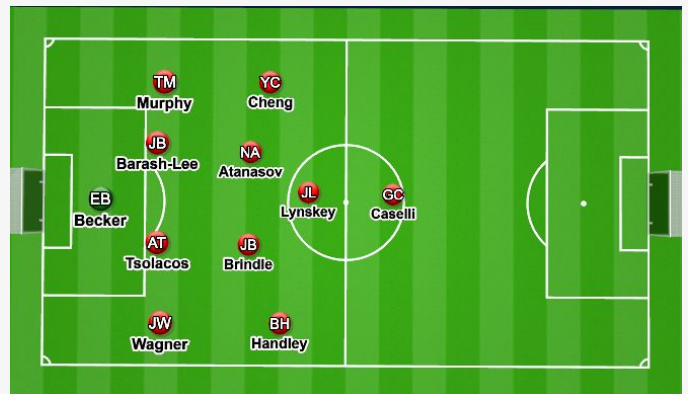 TM
Murphy
YC
Cheng
JB
Barash-Lee
NA
Atanasov
EB
Becker
JL
Lynskey
GC
Caselli
AT
Tsolacos
JB
Brindle
JW
Wagner
BH
Handley